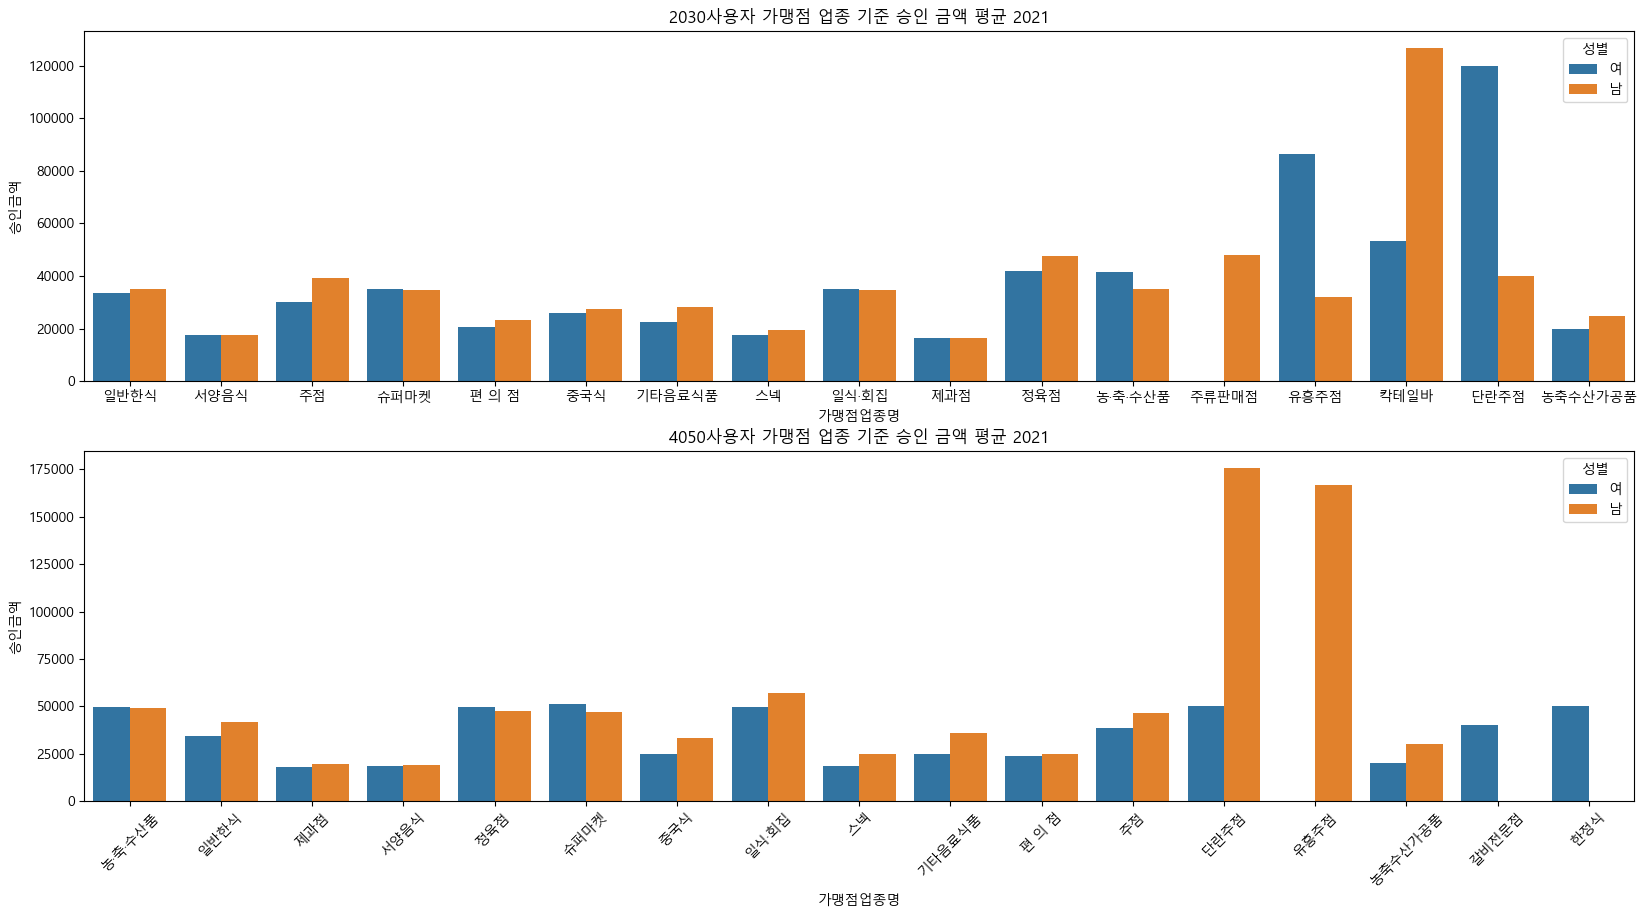 2030사용자 가맹점 업종 기준 승인 금액 평균 2021
성별
여
남
120000
100000
80000
60000
40000
20000
0
승인금액
일반한식 서양음식 주점 슈퍼마켓 편 의 점 중국식 기타음료식품 스넥 일식·회집 제과점 정육점 농·축·수산품 주류판매점 유흥주점 칵테일바 단란주점 농축수산가공품
가맹점업종명
4050사용자 가맹점 업종 기준 승인 금액 평균 2021
성별
여
남
175000
150000
125000
100000
75000
50000
25000
0
승인금액
농·축·수산품 일반한식 제과점 서양음식 정육점 슈퍼마켓 중국식 일식·회집 스넥 기타음료식품 편 의 점 주점 단란주점 유흥주점 농축수산가공품 갈비전문점 한정식
가맹점업종명